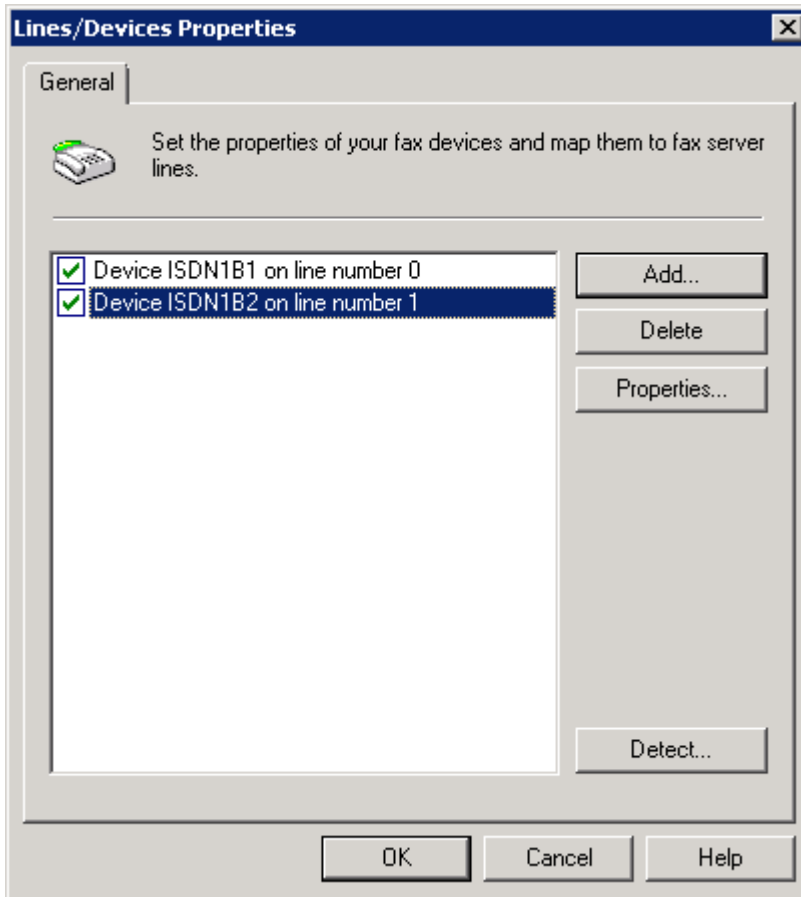 Lines/Devices Properties
General
Set the properties of your fax devices and map them to fax server
lines.
Device ISDN1B1 on line number 0
Device ISDN1B2 on line number 1
Add...
Delete
Properties...
Detect...
OK
Cancel
Help